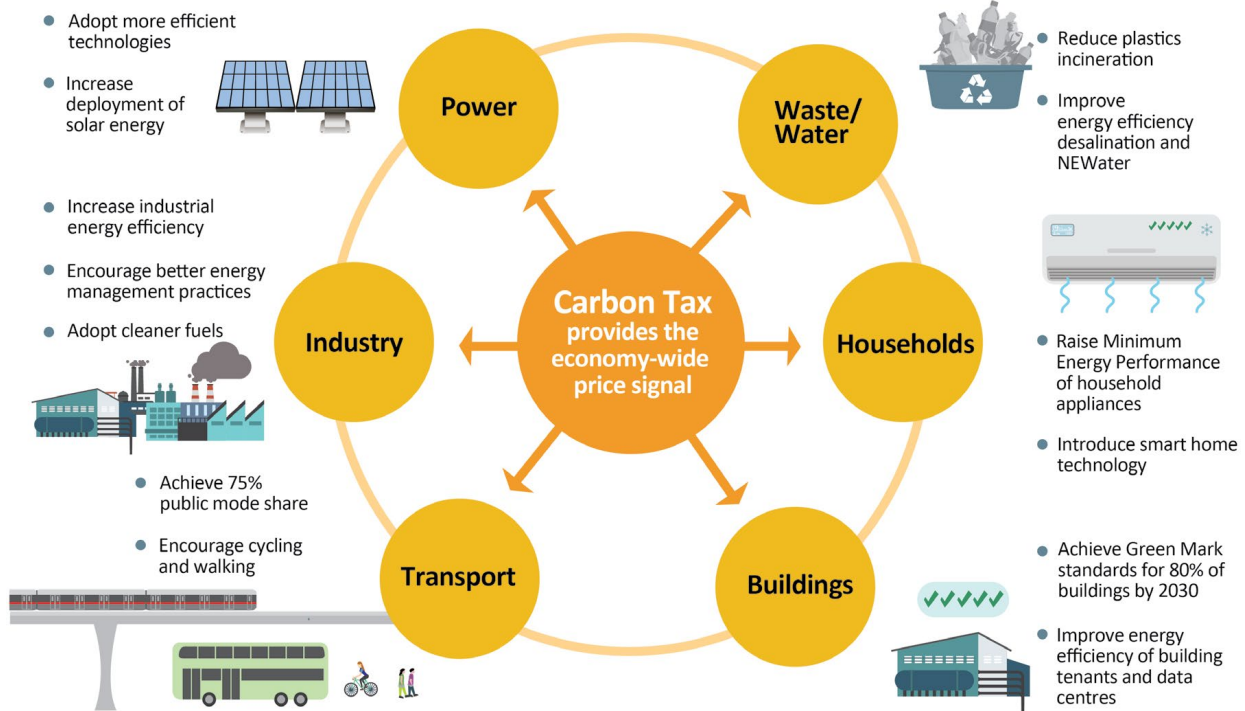 Adopt more efficient
technologies
Increase
deployment of
solar energy
Power
Waste/
Water
Reduce plastics
incineration
Improve
energy efficiency
desalination and
NEWater
Increase industrial
energy efficiency
Encourage better energy
management practices
Adopt cleaner fuels
Industry
Carbon Tax
provides the
economy-wide
price signal
Households
Raise Minimum
Energy Performance
of household
appliances
Introduce smart home
technology
Achieve 75%
public mode share
Encourage cycling
and walking
Transport
Buildings
Achieve Green Mark
standards for 80% of
buildings by 2030
Improve energy
efficiency of building
tenants and data
centres